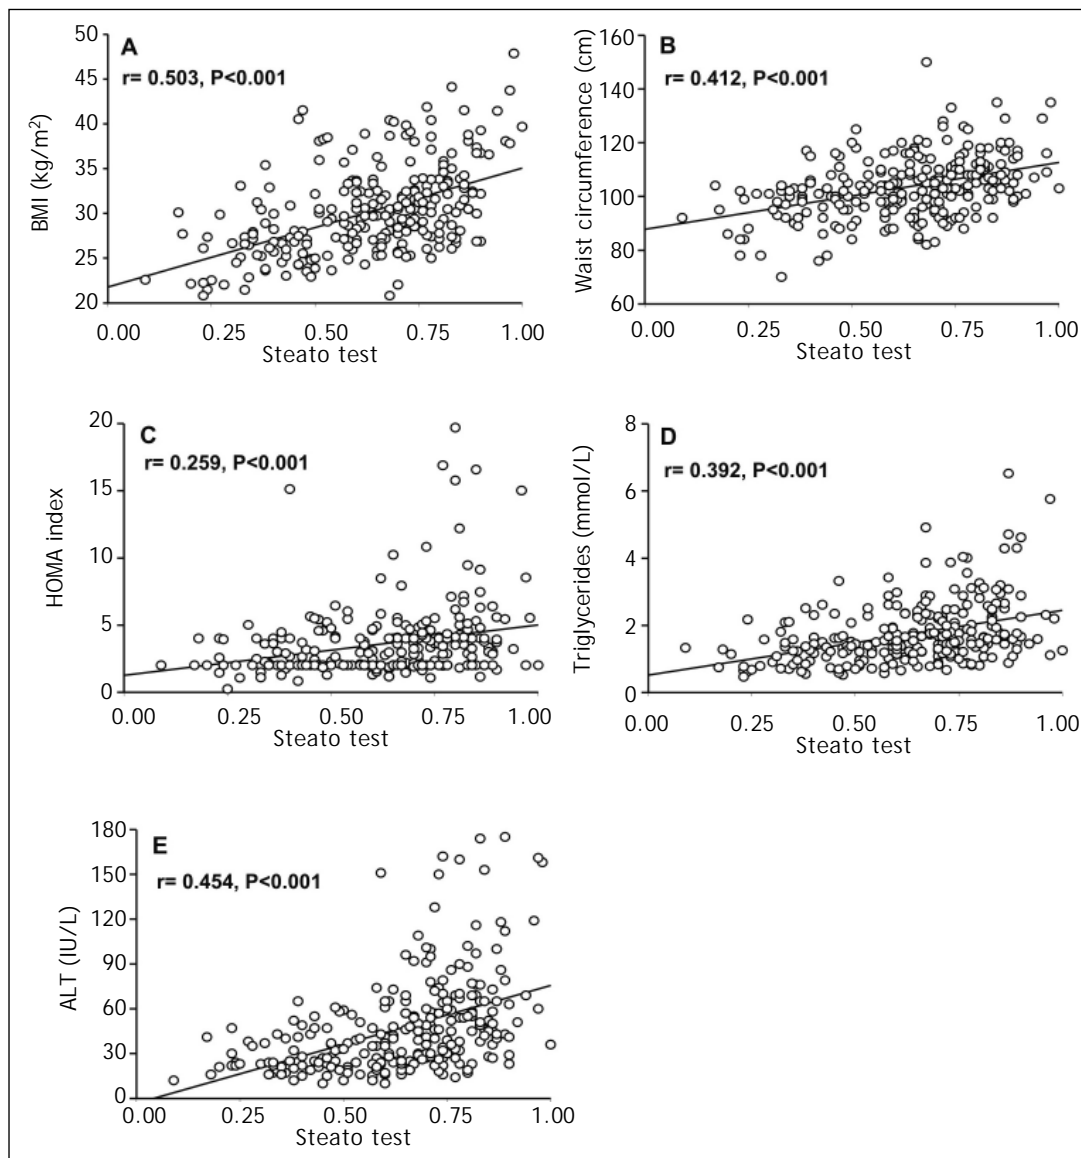 A
r= 0.503, P<0.001
BMI (kg/m²)
50
45
40
35
30
25
20
0.00 0.25 0.50 0.75 1.00
Steato test
B
r= 0.412, P<0.001
Waist circumference (cm)
160
140
120
100
80
60
0.00 0.25 0.50 0.75 1.00
Steato test
C
r= 0.259, P<0.001
HOMA index
20
15
10
5
0
0.00 0.25 0.50 0.75 1.00
Steato test
D
r= 0.392, P<0.001
Triglycerides (mmol/L)
8
6
4
2
0
0.00 0.25 0.50 0.75 1.00
Steato test
E
r= 0.454, P<0.001
ALT (IU/L)
180
150
120
90
60
30
0
0.00 0.25 0.50 0.75 1.00
Steato test